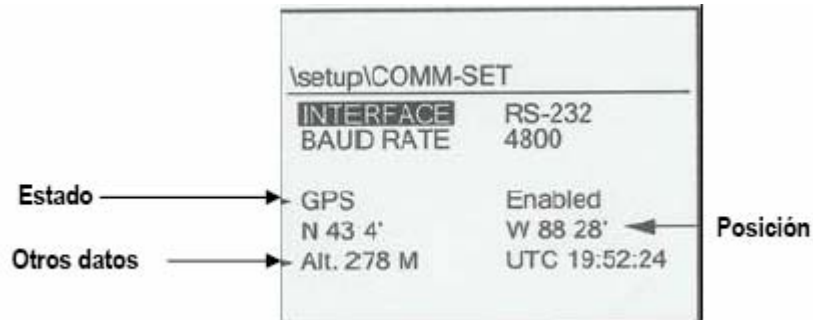 \setup\COMM-SET
INTERFACE RS-232
BAUD RATE 4800
Estado GPS Enabled
N 43 4' W 88 28' Posición
Otros datos Alt. 278 M UTC 19:52:24